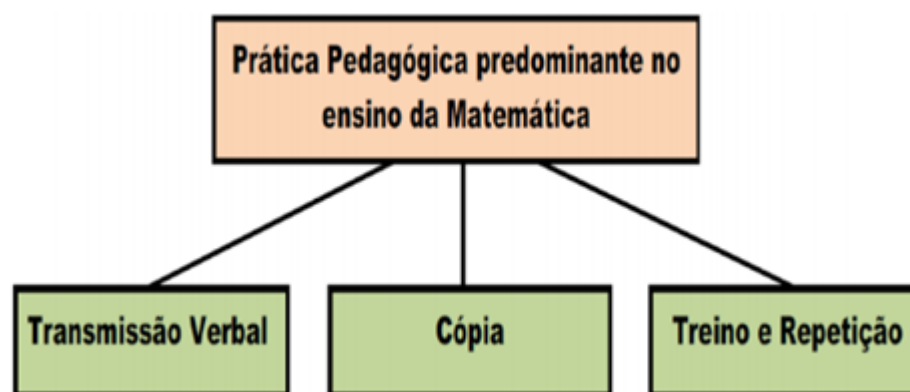 Prática Pedagógica predominante no
ensino da Matemática
Transmissão Verbal
Cópia
Treino e Repetição